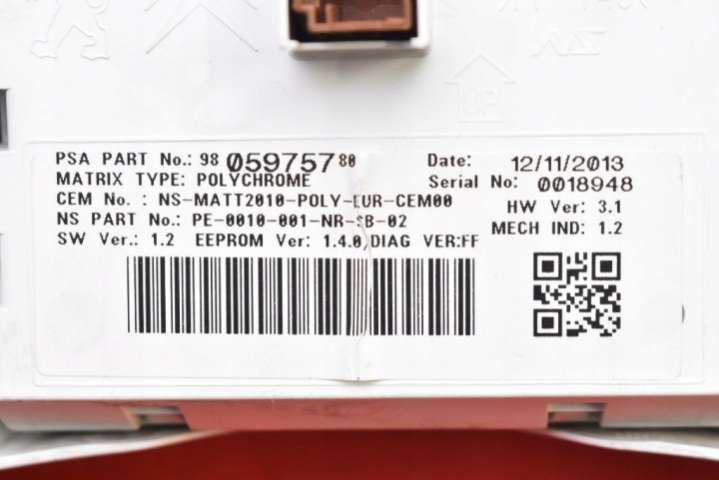 UP
PSA PART No.: 98 059757 80
Date: 12/11/2013
MATRIX TYPE: POLYCHROME
Serial No: 0018948
CEM No. : NS-MATT2010-POLY-EUR-CEM00
HW Ver: 3.1
NS PART No.: PE-0010-001-NR-SB-02
MECH IND: 1.2
SW Ver.: 1.2 EEPROM Ver: 1.4.0,DIAG VER:FF